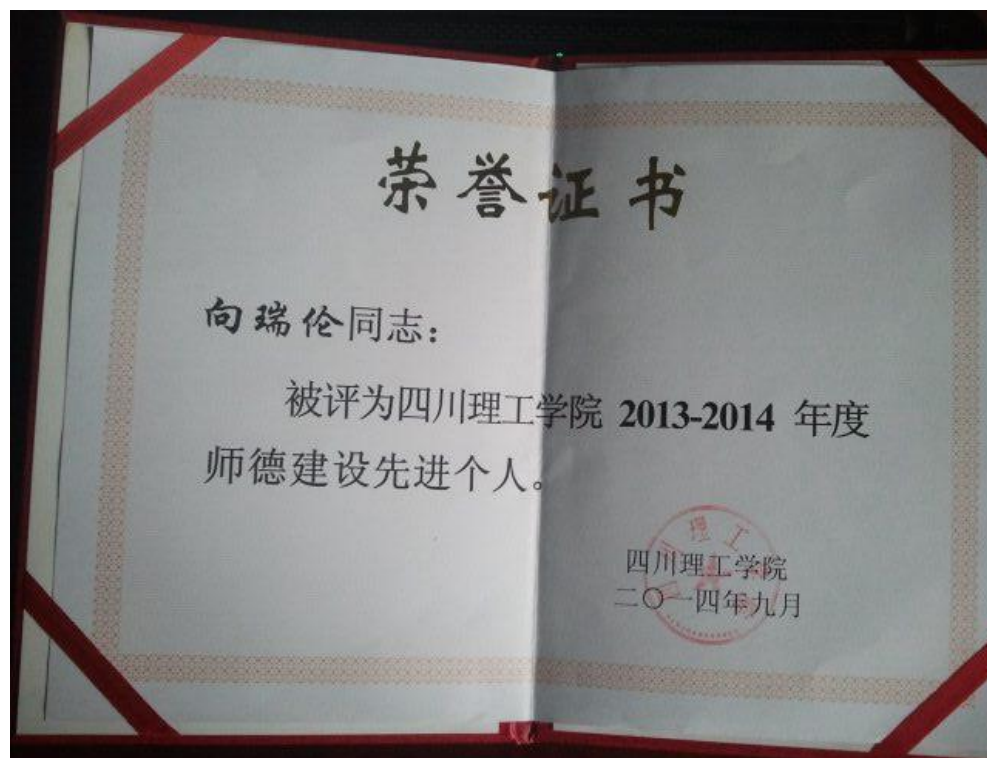 荣誉证书
向瑞伦同志：
被评为四川理工学院 2013-2014 年度
师德建设先进个人。
四川理工学院
二〇一四年九月